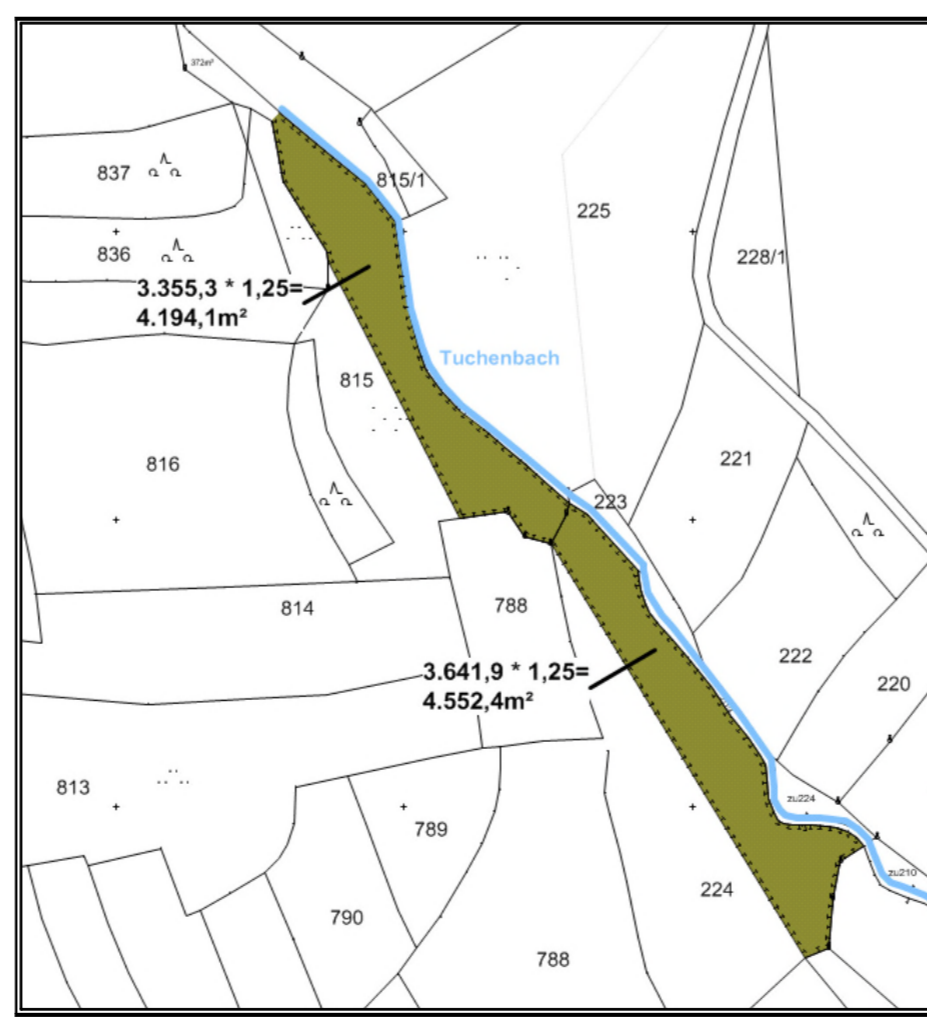 372m²
837
815/1
225
836
228/1
3.355,3 * 1,25=
4.194,1m²
Tuchenbach
815
816
221
223
814
788
222
3.641,9 * 1,25=
4.552,4m²
220
813
zu224
789
zu210
224
790
788